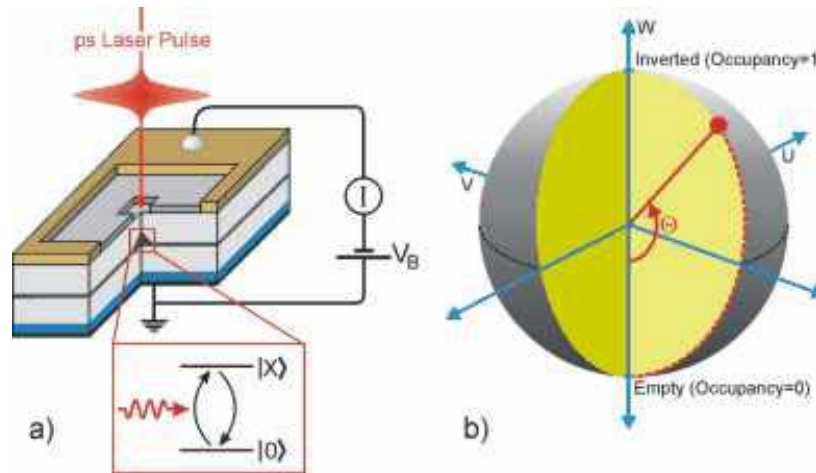 ps Laser Pulse
I
V_B
|X⟩
|0⟩
a)
W
Inverted (Occupancy=1
U
V
Θ
Empty (Occupancy=0)
b)